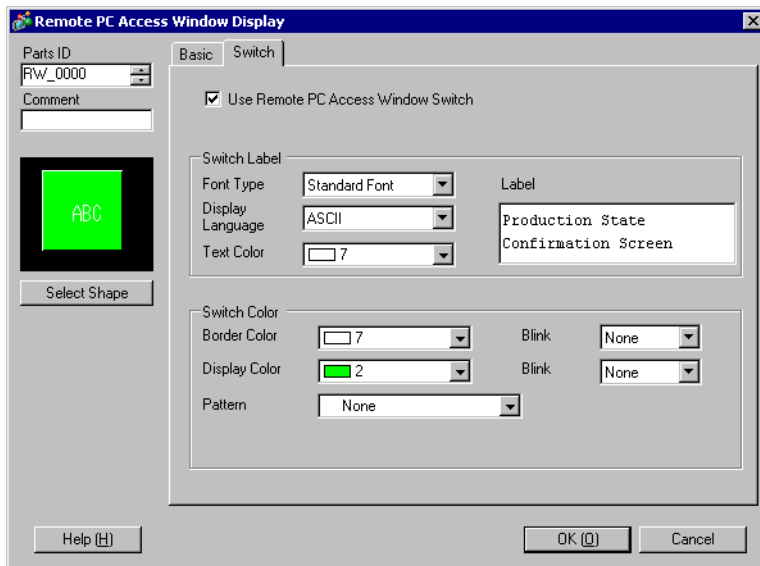 Remote PC Access Window Display
Parts ID
RW_0000
Comment
ABC
Select Shape
Basic
Switch
Use Remote PC Access Window Switch
Switch Label
Font Type
Standard Font
Label
Display
Language
ASCII
Production State
Confirmation Screen
Text Color
7
Switch Color
Border Color
7
Blink
None
Display Color
2
Blink
None
Pattern
None
Help (H)
OK (O)
Cancel